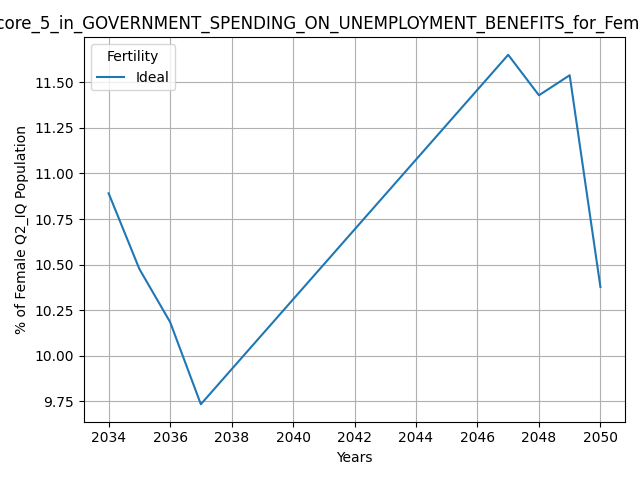 core_5_in_GOVERNMENT_SPENDING_ON_UNEMPLOYMENT_BENEFITS_for_Fem
Fertility
Ideal
% of Female Q2_IQ Population
11.50
11.25
11.00
10.75
10.50
10.25
10.00
9.75
2034 2036 2038 2040 2042 2044 2046 2048 2050
Years